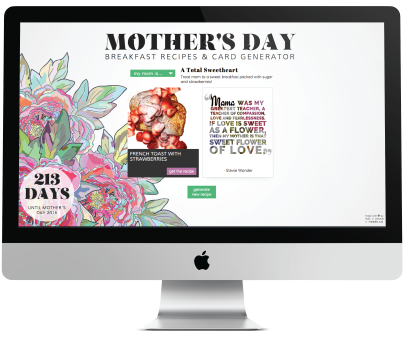 MOTHER'S DAY
BREAKFAST RECIPES & CARD GENERATOR
my mom is...
A Total Sweetheart
Treat mom to a sweet breakfast packed with sugar
and strawberries!
"Mama WAS MY
GREATEST TEACHER, A
TEACHER OF COMPASSION,
LOVE AND FEARLESSNESS.
IF LOVE IS SWEET
AS A FLOWER,
THEN MY MOTHER IS THAT
SWEET FLOWER
OF LOVE."
Stevie Wonder
FRENCH TOAST WITH
STRAWBERRIES
get the recipe
generate
new recipe
213
DAYS
UNTIL MOTHER'S
DAY 2016